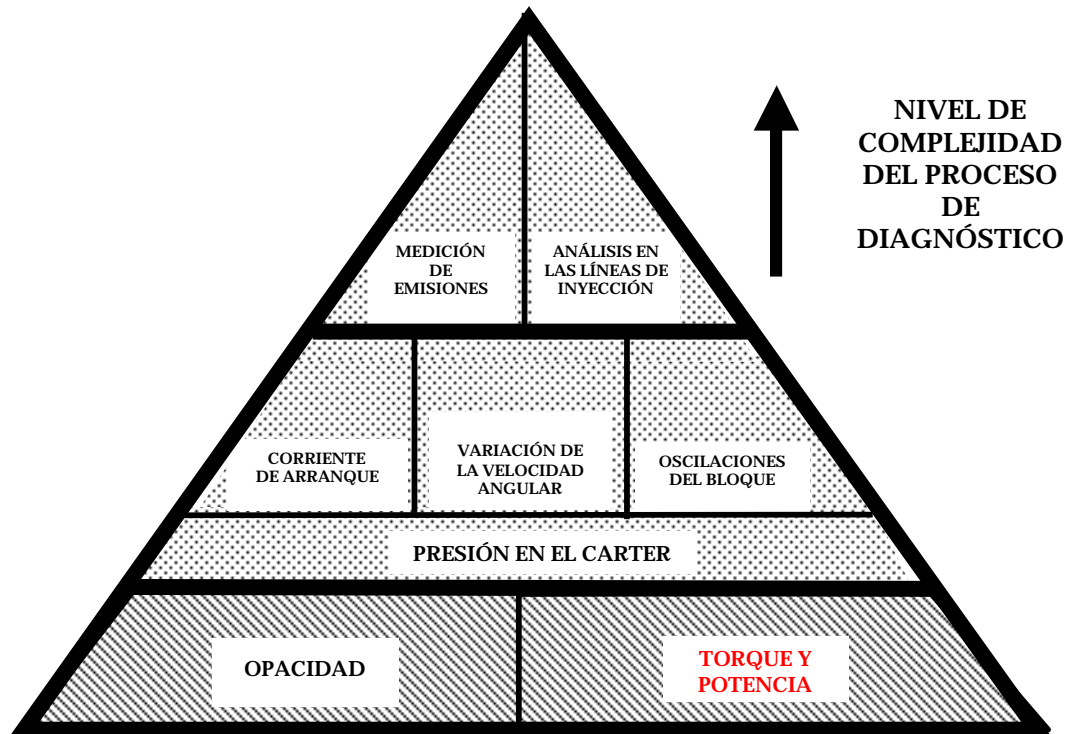 NIVEL DE
COMPLEJIDAD
DEL PROCESO
DE
DIAGNÓSTICO
MEDICIÓN
DE
EMISIONES
ANÁLISIS EN
LAS LÍNEAS DE
INYECCIÓN
CORRIENTE
DE ARRANQUE
VARIACIÓN DE
LA VELOCIDAD
ANGULAR
OSCILACIONES
DEL BLOQUE
PRESIÓN EN EL CARTER
OPACIDAD
TORQUE Y
POTENCIA